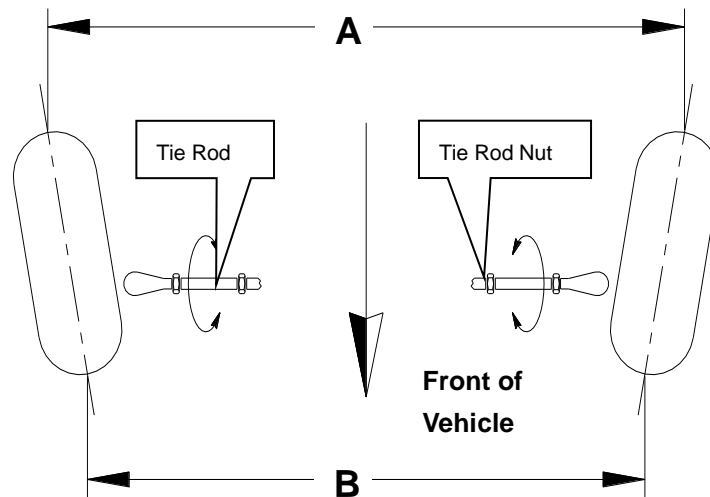 A
Tie Rod
Tie Rod Nut
Front of
Vehicle
B